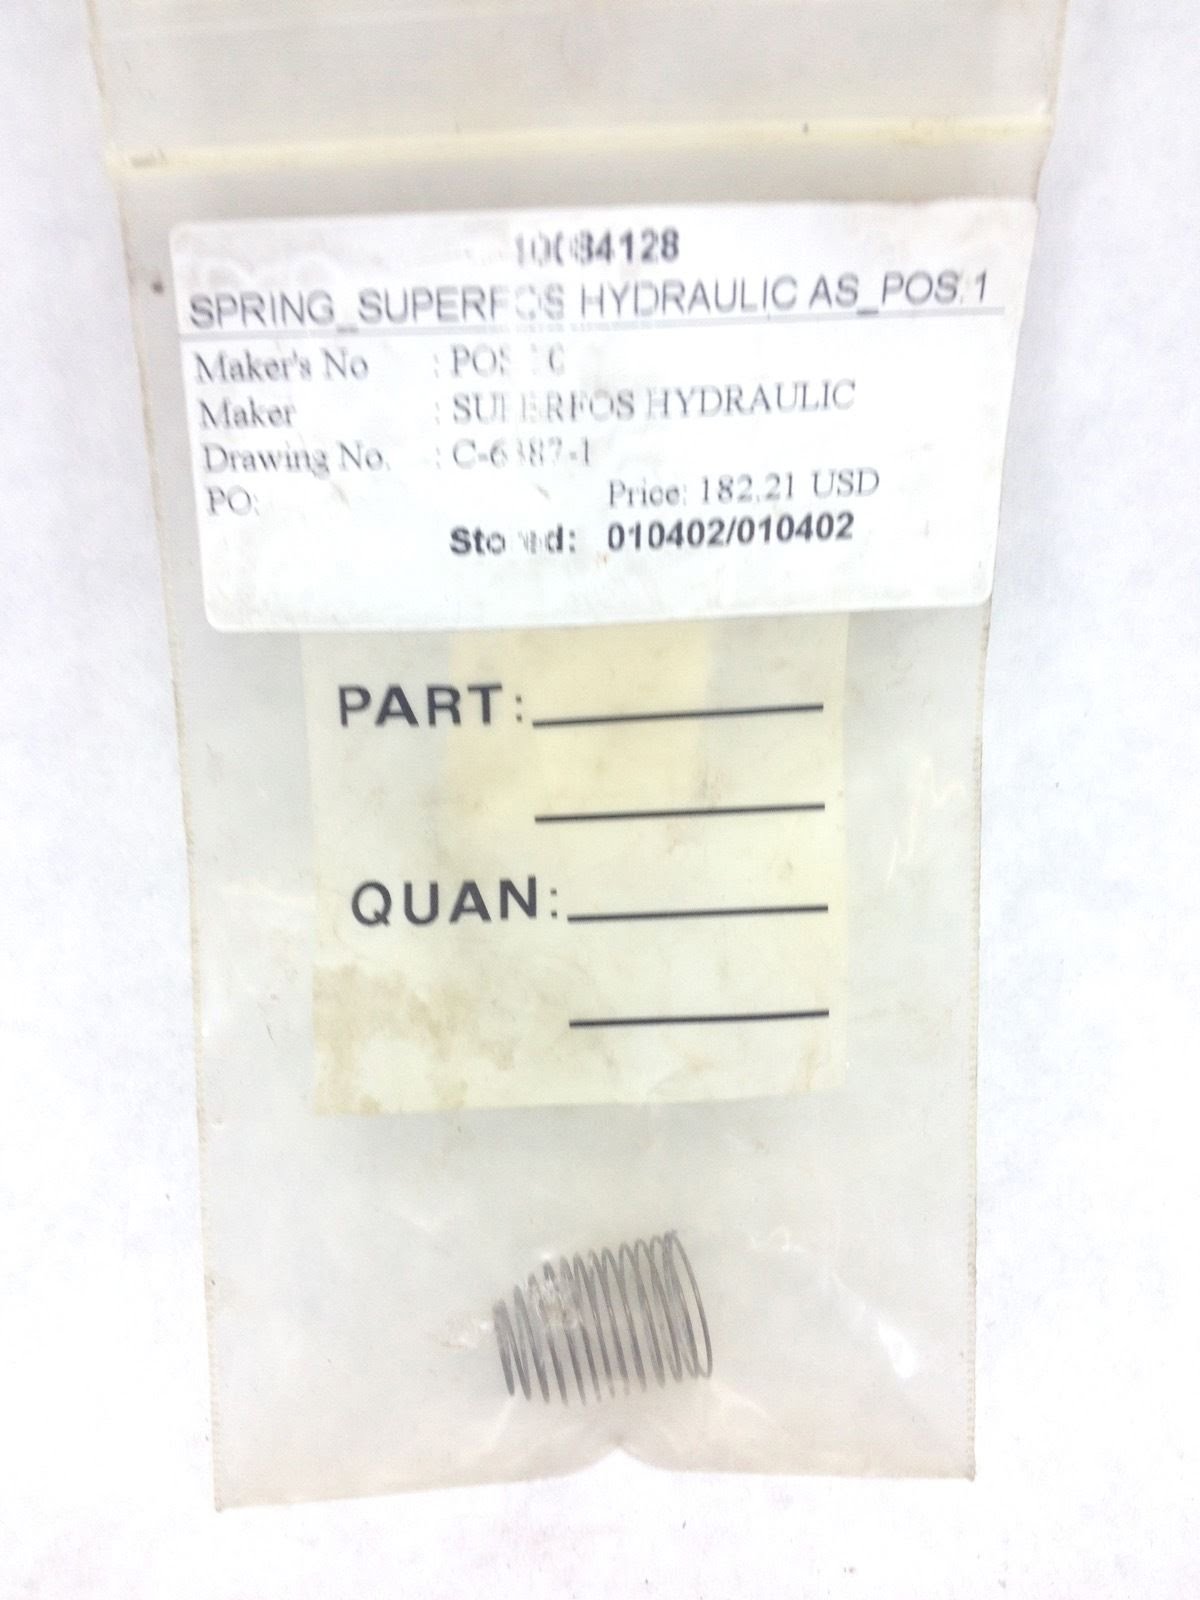 SPRING_SUPERFOS HYDRAULIC AS_POS.1
Maker's No :
Maker : SUPERFOS HYDRAULIC
Drawing No. :
PO: Price: 182.21 USD
Stored: 010402/010402
PART:
QUAN: